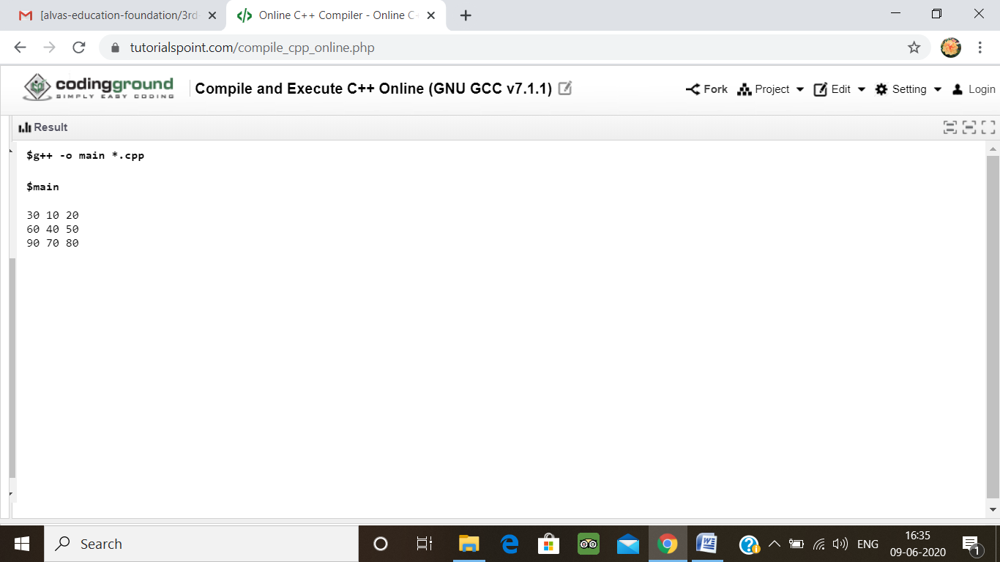 [alvas-education-foundation/3rd-
Online C++ Compiler - Online C+
tutorialspoint.com/compile_cpp_online.php
codingground
SIMPLY EASY CODING
Compile and Execute C++ Online (GNU GCC v7.1.1)
Fork
Project
Edit
Setting
Login
Result
$g++ -o main *.cpp
$main
30 10 20
60 40 50
90 70 80
Search
ENG
16:35
09-06-2020
1